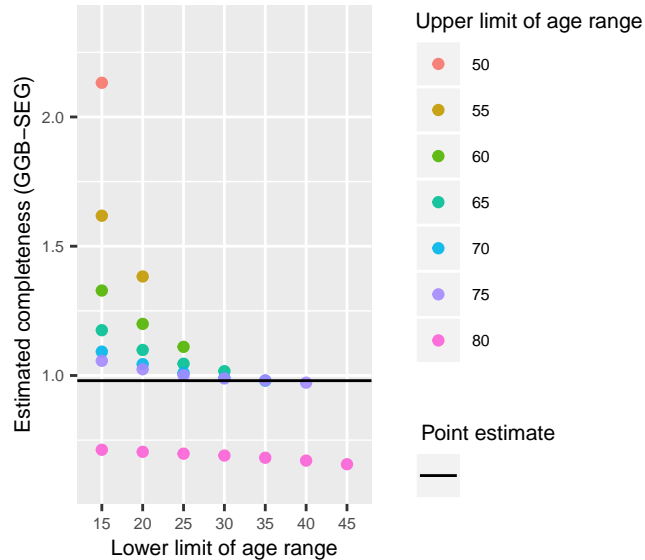 Estimated completeness (GGB−SEG)
2.0
1.5
1.0
15 20 25 30 35 40 45
Lower limit of age range
Upper limit of age range
50
55
60
65
70
75
80
Point estimate